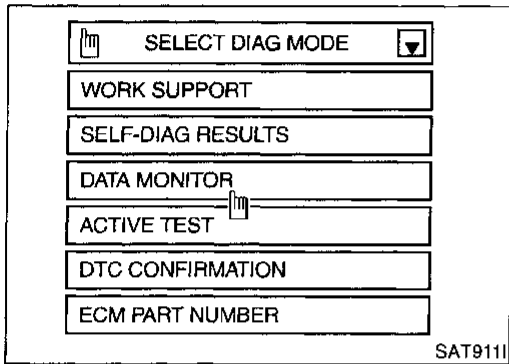 SELECT DIAG MODE
WORK SUPPORT
SELF-DIAG RESULTS
DATA MONITOR
ACTIVE TEST
DTC CONFIRMATION
ECM PART NUMBER
SAT911I